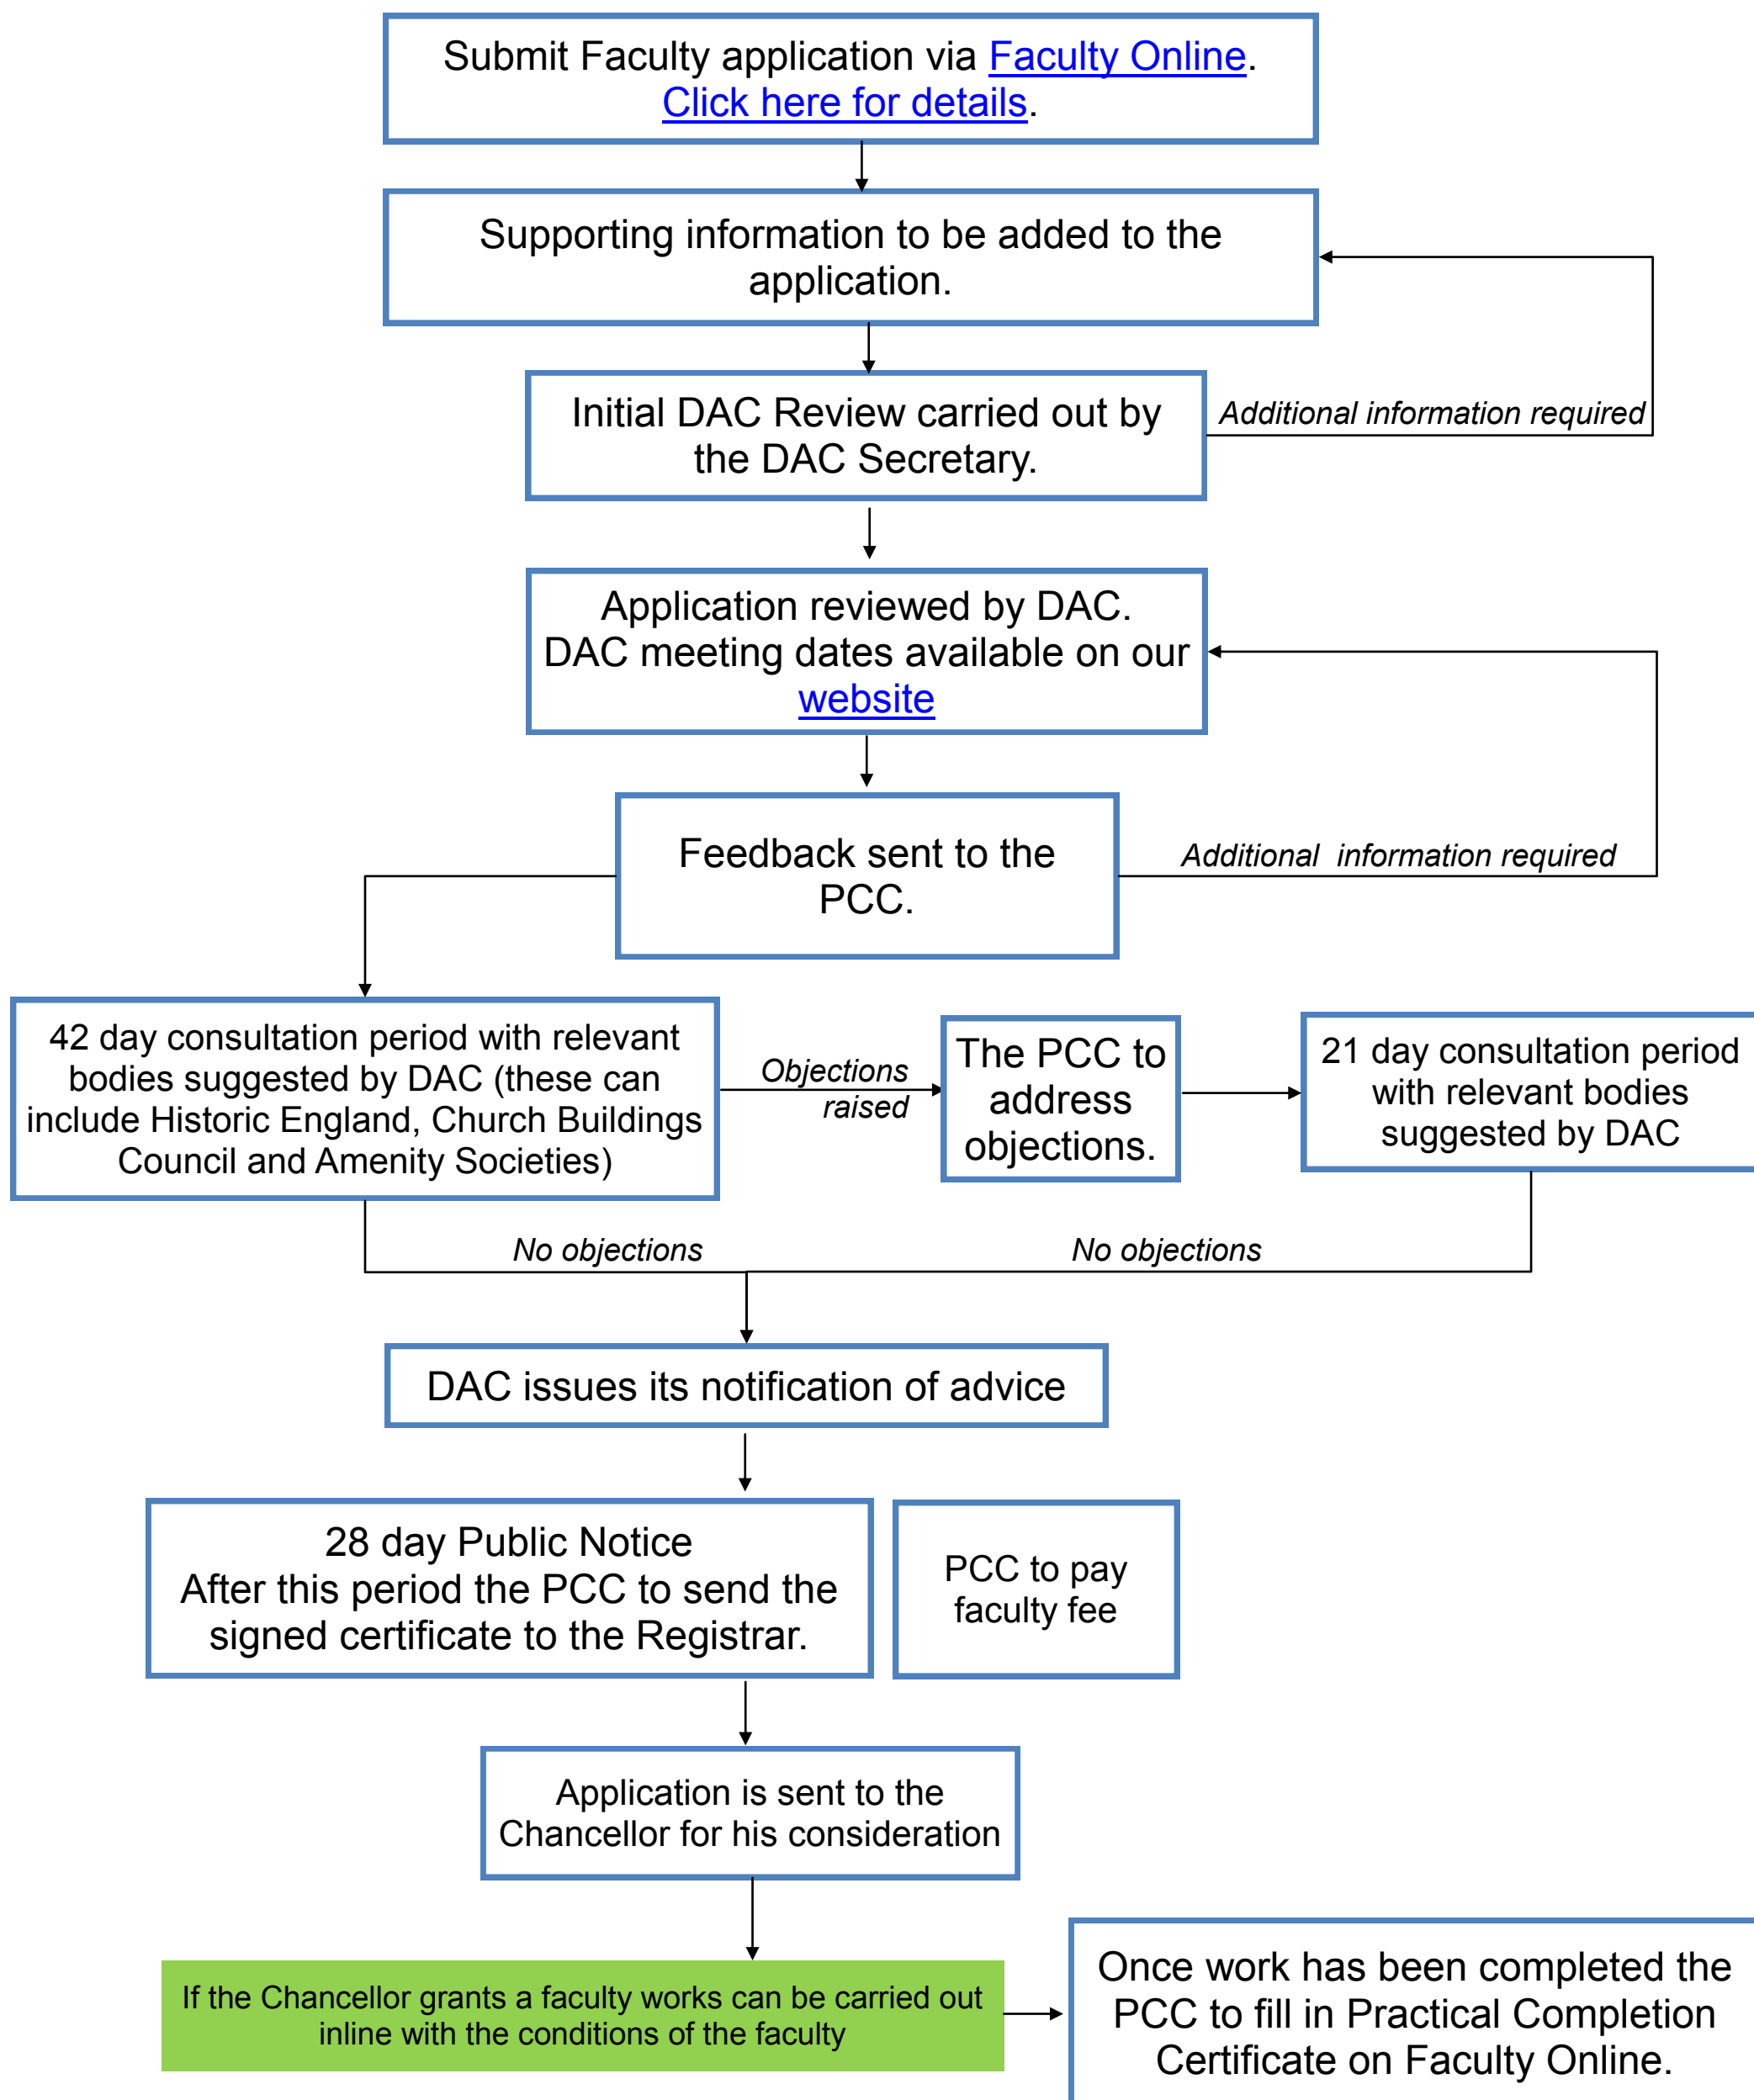 Submit Faculty application via Faculty Online.
Click here for details.
Supporting information to be added to the
application.
Initial DAC Review carried out by
the DAC Secretary.
Additional information required
Application reviewed by DAC.
DAC meeting dates available on our
website
Feedback sent to the
PCC.
Additional  information required
42 day consultation period with relevant
bodies suggested by DAC (these can
include Historic England, Church Buildings
Council and Amenity Societies)
Objections
raised
The PCC to
address
objections.
21 day consultation period
with relevant bodies
suggested by DAC
No objections
No objections
DAC issues its notification of advice
28 day Public Notice
After this period the PCC to send the
signed certificate to the Registrar.
PCC to pay
faculty fee
Application is sent to the
Chancellor for his consideration
If the Chancellor grants a faculty works can be carried out
inline with the conditions of the faculty
Once work has been completed the
PCC to fill in Practical Completion
Certificate on Faculty Online.